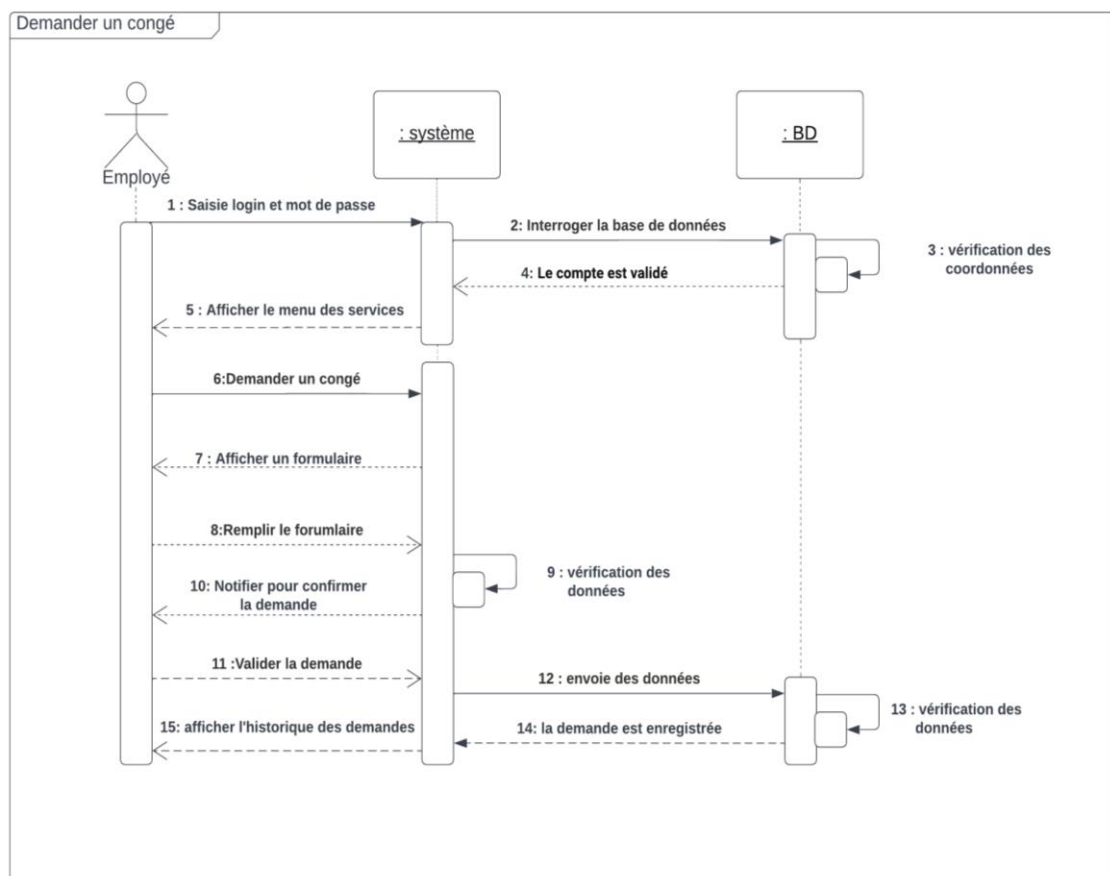 Demander un congé
: système
: BD
Employé
1 : Saisie login et mot de passe
2: Interroger la base de données
3 : vérification des
coordonnées
4: Le compte est validé
5 : Afficher le menu des services
6:Demander un congé
7 : Afficher un formulaire
8:Remplir le forumlaire
9 : vérification des
données
10: Notifier pour confirmer
la demande
11 :Valider la demande
12 : envoie des données
13 : vérification des
données
14: la demande est enregistrée
15: afficher l'historique des demandes